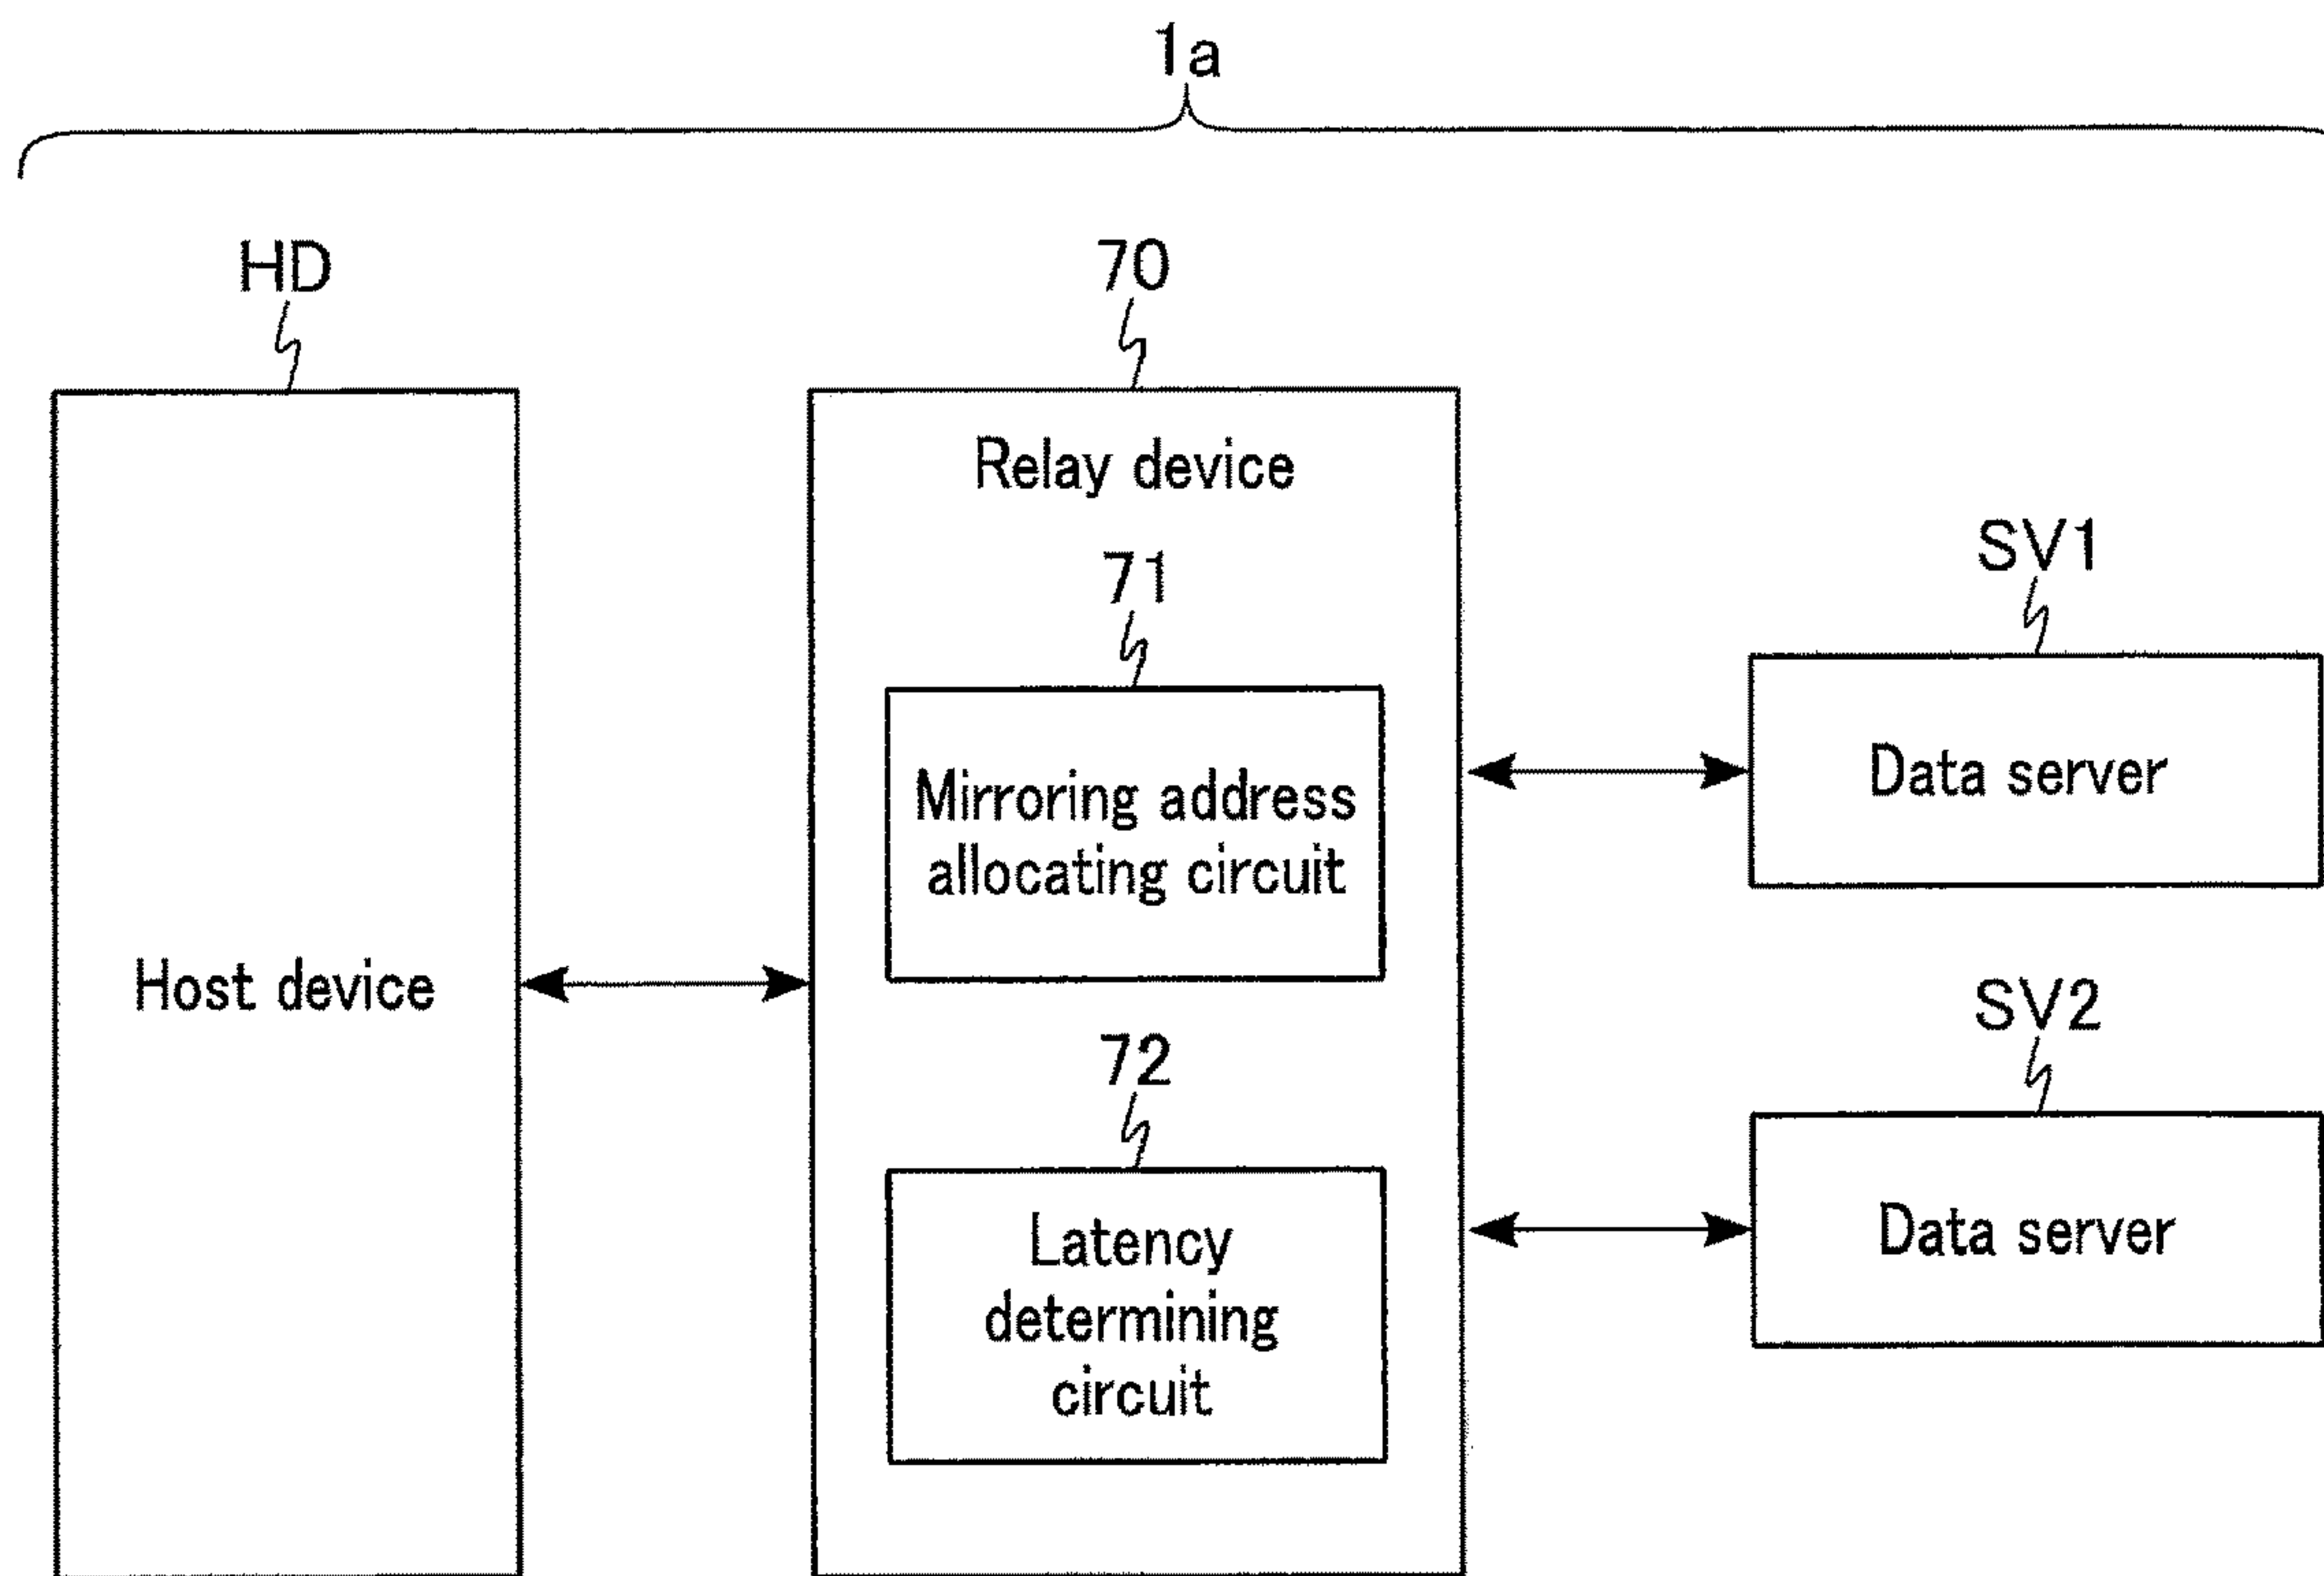 1a
HD
70
Relay device
71
SV1
Mirroring address
allocating circuit
Data server
Host device
SV2
72
Latency
determining
circuit
Data server